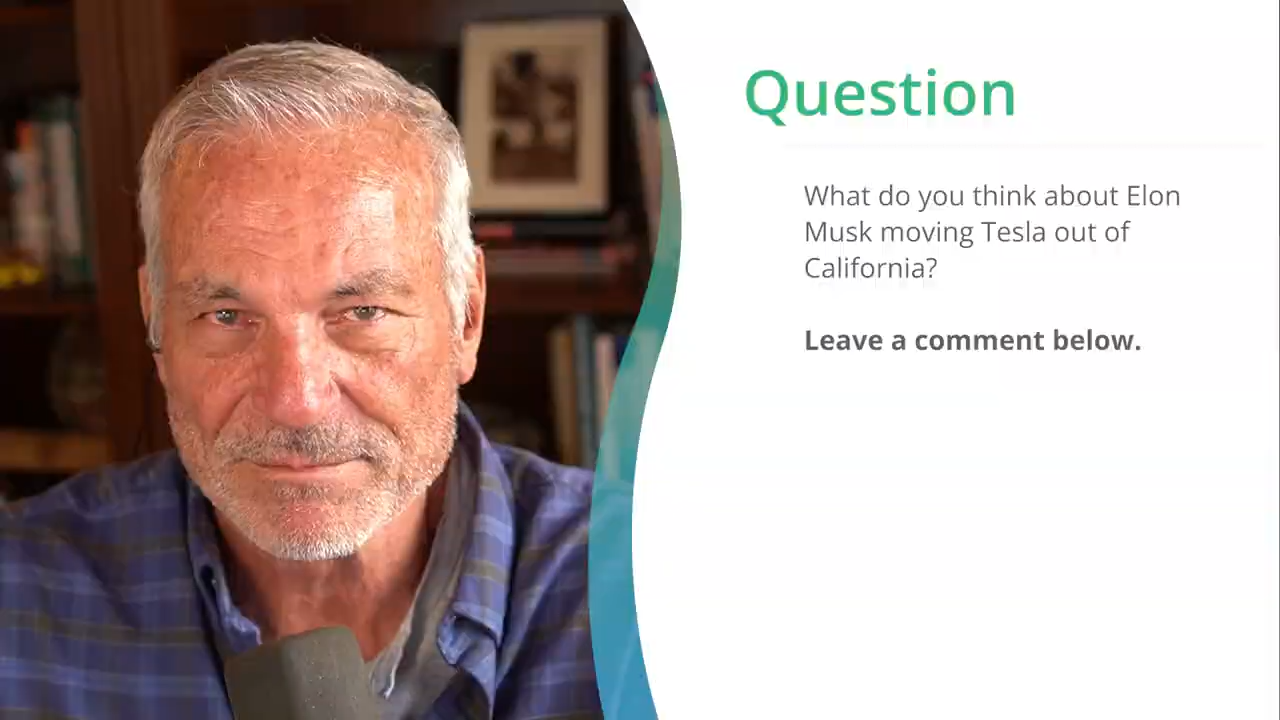 Question
What do you think about Elon
Musk moving Tesla out of
California?
Leave a comment below.